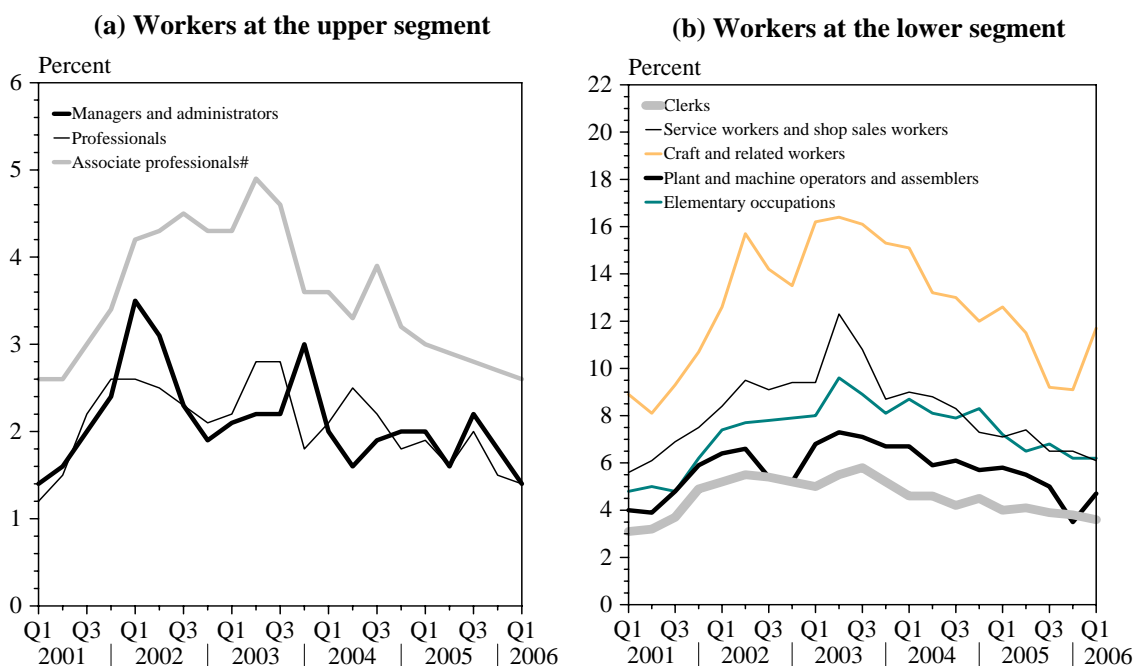 (a) Workers at the upper segment
Percent
6
5
4
3
2
1
0
Managers and administrators
Professionals
Associate professionals#
Q1 Q3 Q1 Q3 Q1 Q3 Q1 Q3 Q1 Q3 Q1
2001 2002 2003 2004 2005 2006
(b) Workers at the lower segment
Percent
22
20
18
16
14
12
10
8
6
4
2
0
Clerks
Service workers and shop sales workers
Craft and related workers
Plant and machine operators and assemblers
Elementary occupations
Q1 Q3 Q1 Q3 Q1 Q3 Q1 Q3 Q1 Q3 Q1
2001 2002 2003 2004 2005 2006